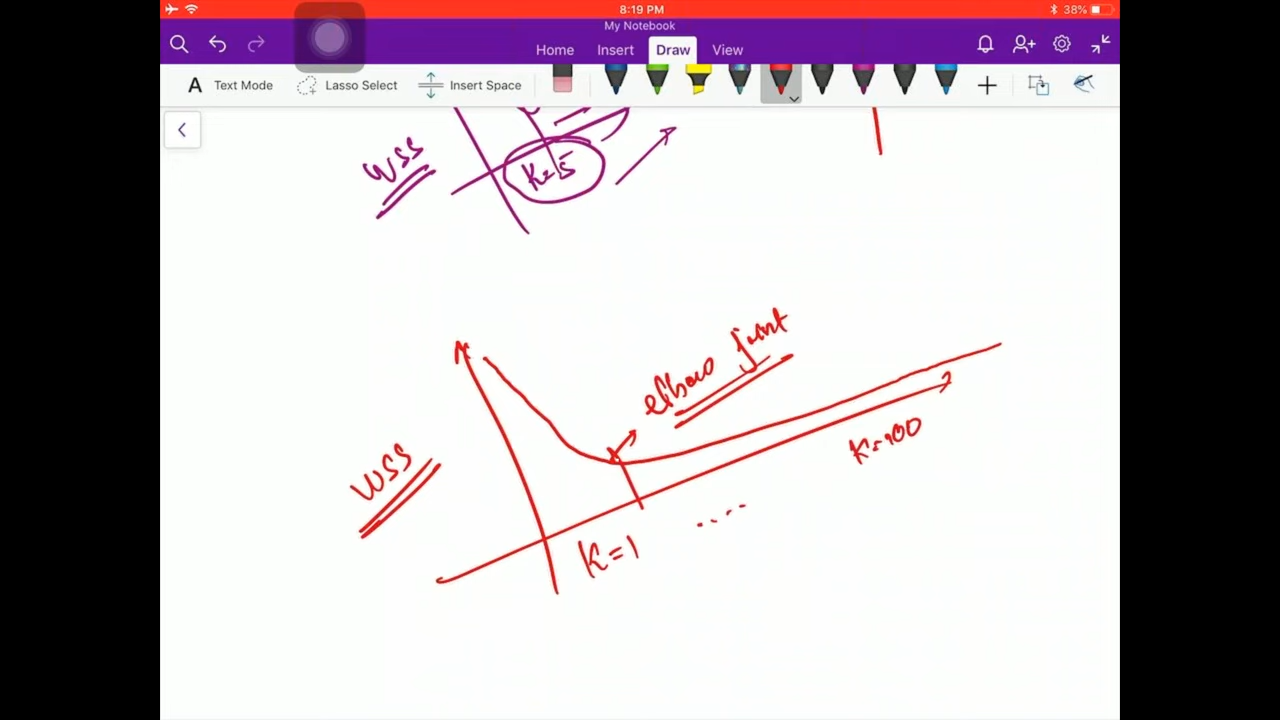 8:19 PM
38%
My Notebook
Home Insert Draw View
A Text Mode Lasso Select Insert Space
WSS
K=5
elbow joint
WSS
K=100
K=1
....